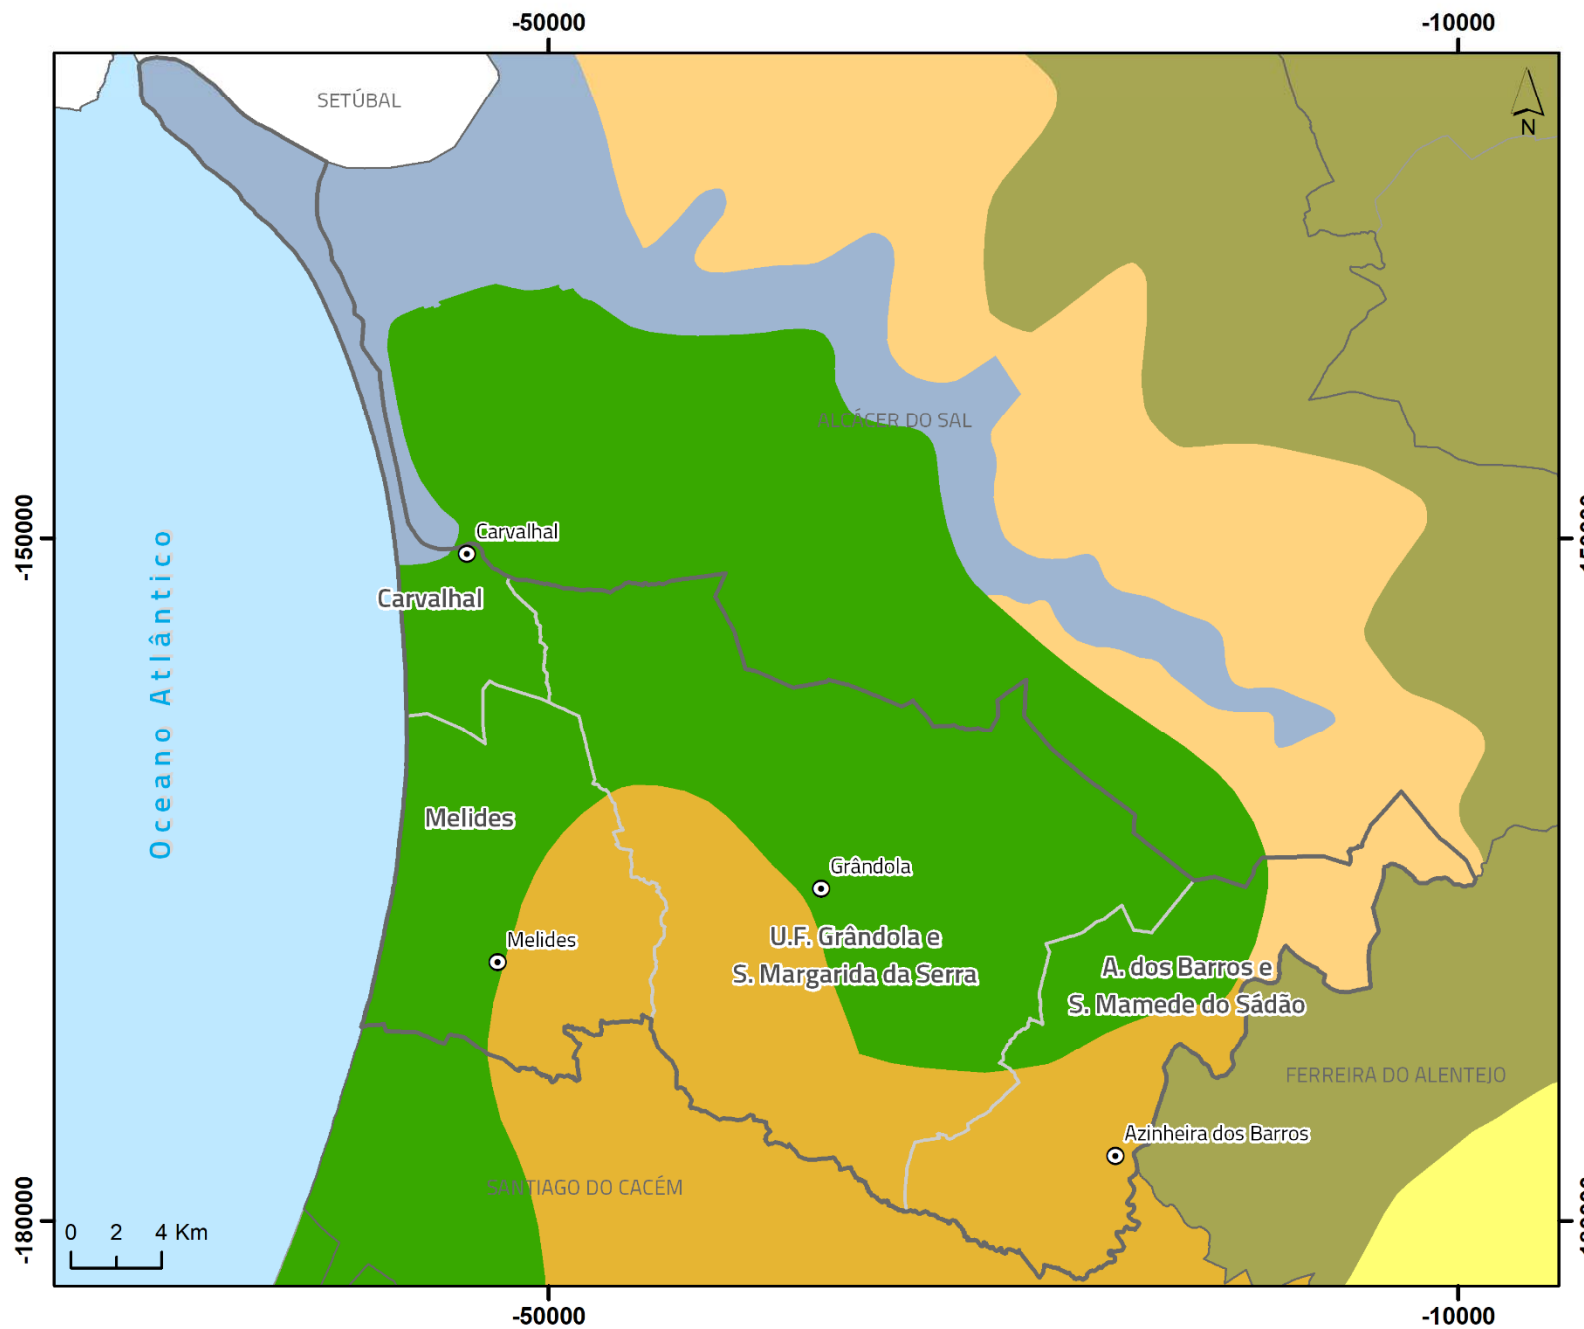 -50000
-10000
SETÚBAL
N
ALCÁCER DO SAL
-150000
Carvalhal
Carvalhal
Oceano Atlântico
Melides
Grândola
U.F. Grândola e
S. Margarida da Serra
Melides
A. dos Barros e
S. Mamede do Sádão
FERREIRA DO ALENTEJO
Azinheira dos Barros
SANTIAGO DO CACÉM
-180000
0 2 4 Km
-50000
-10000